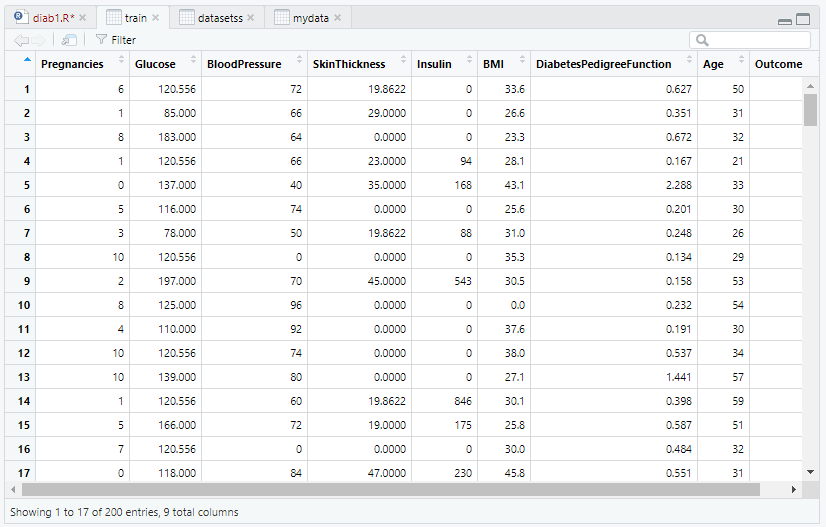 diab1.R* × train × datasetss × mydata ×
Filter
Pregnancies Glucose BloodPressure SkinThickness Insulin BMI DiabetesPedigreeFunction Age Outcome
1 6 120.556 72 19.8622 0 33.6 0.627 50
2 1 85.000 66 29.0000 0 26.6 0.351 31
3 8 183.000 64 0.0000 0 23.3 0.672 32
4 1 120.556 66 23.0000 94 28.1 0.167 21
5 0 137.000 40 35.0000 168 43.1 2.288 33
6 5 116.000 74 0.0000 0 25.6 0.201 30
7 3 78.000 50 19.8622 88 31.0 0.248 26
8 10 120.556 0 0.0000 0 35.3 0.134 29
9 2 197.000 70 45.0000 543 30.5 0.158 53
10 8 125.000 96 0.0000 0 0.0 0.232 54
11 4 110.000 92 0.0000 0 37.6 0.191 30
12 10 120.556 74 0.0000 0 38.0 0.537 34
13 10 139.000 80 0.0000 0 27.1 1.441 57
14 1 120.556 60 19.8622 846 30.1 0.398 59
15 5 166.000 72 19.0000 175 25.8 0.587 51
16 7 120.556 0 0.0000 0 30.0 0.484 32
17 0 118.000 84 47.0000 230 45.8 0.551 31
Showing 1 to 17 of 200 entries, 9 total columns